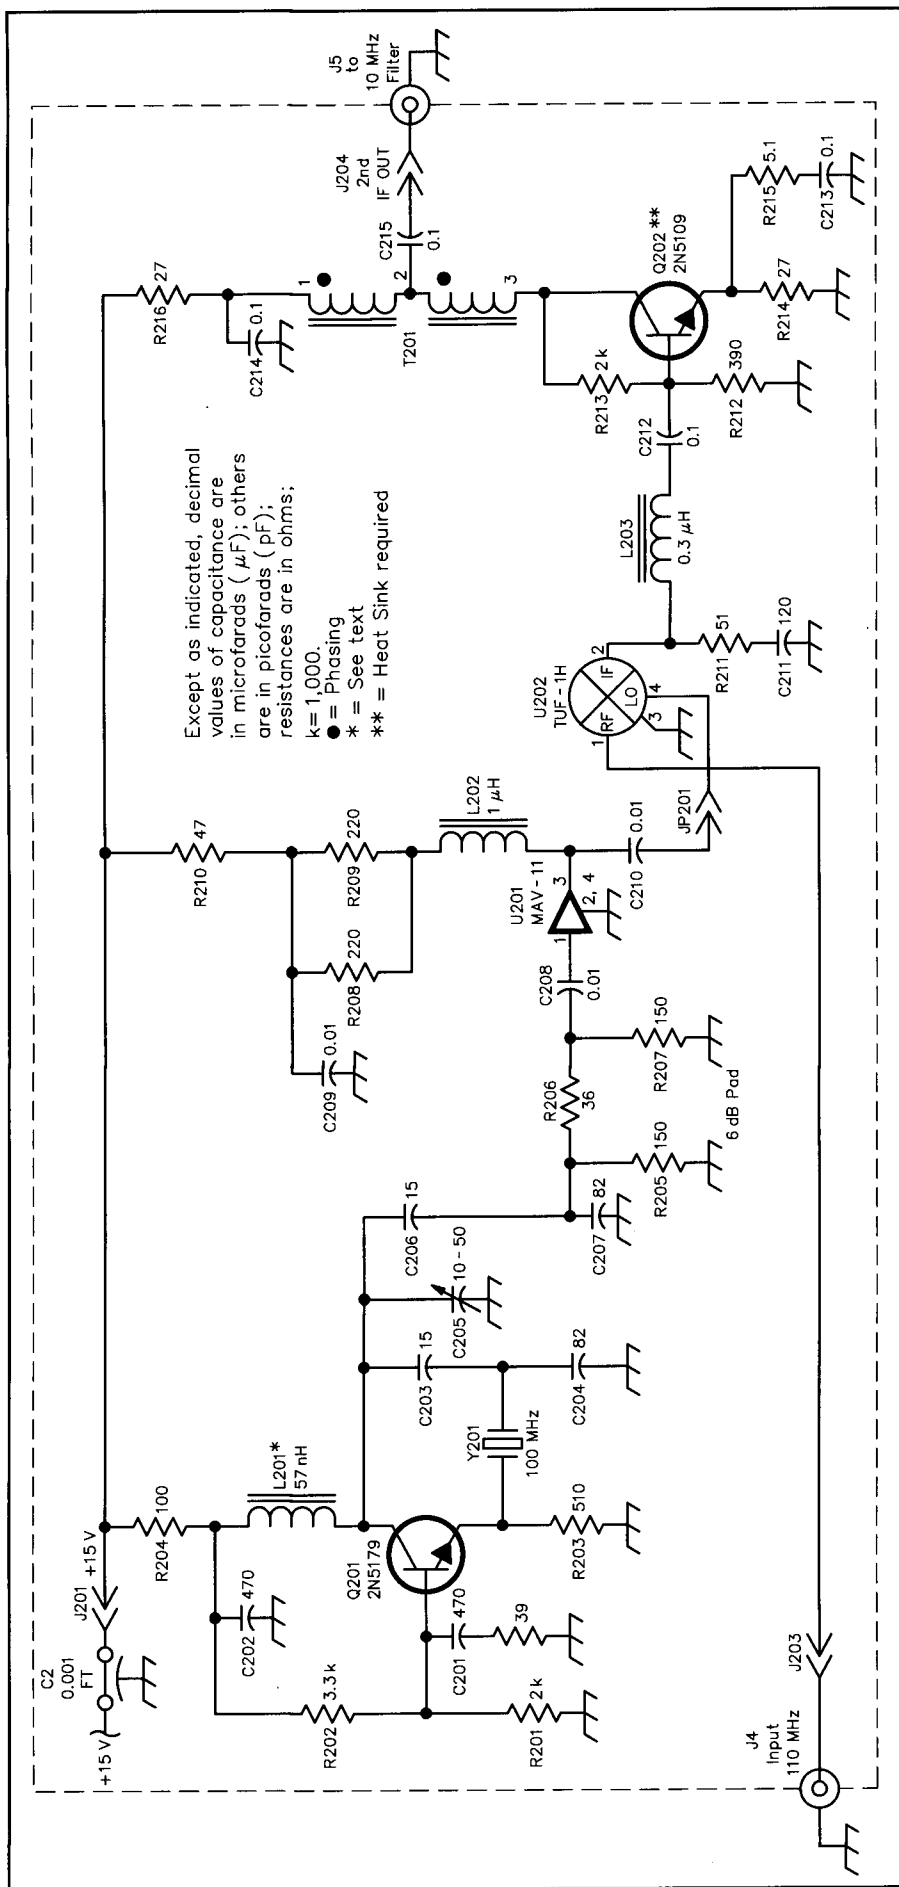 +15 V
C2
0.001
FT
J201
+15 V
R204
100
C202
470
L201*
57 nH
R202
3.3 k
Q201
2N5179
C201
470
39
R201
2 k
R203
510
Y201
100 MHz
C203
15
C204
82
C205
10 - 50
C206
15
C207
82
R205
150
R206
36
R207
150
6 dB Pad
C208
0.01
U201
MAV - 11
1
3
2, 4
C209
0.01
R208
220
R209
220
R210
47
L202
1 μH
C210
0.01
JP201
Except as indicated, decimal
values of capacitance are
in microfarads ( μF); others
are in picofarads ( pF);
resistances are in ohms;
k= 1,000.
● = Phasing
* = See text
** = Heat Sink required
U202
TUF - 1H
1
RF
IF
2
LO
3
4
R211
51
C211
120
L203
0.3 μH
C212
0.1
R213
2 k
R212
390
Q202 **
2N5109
R214
27
R215
5.1
C213
0.1
R216
27
C214
0.1
1
2
3
T201
C215
0.1
J204
2nd
IF OUT
J5
to
10 MHz
Filter
J4
Input
110 MHz
J203